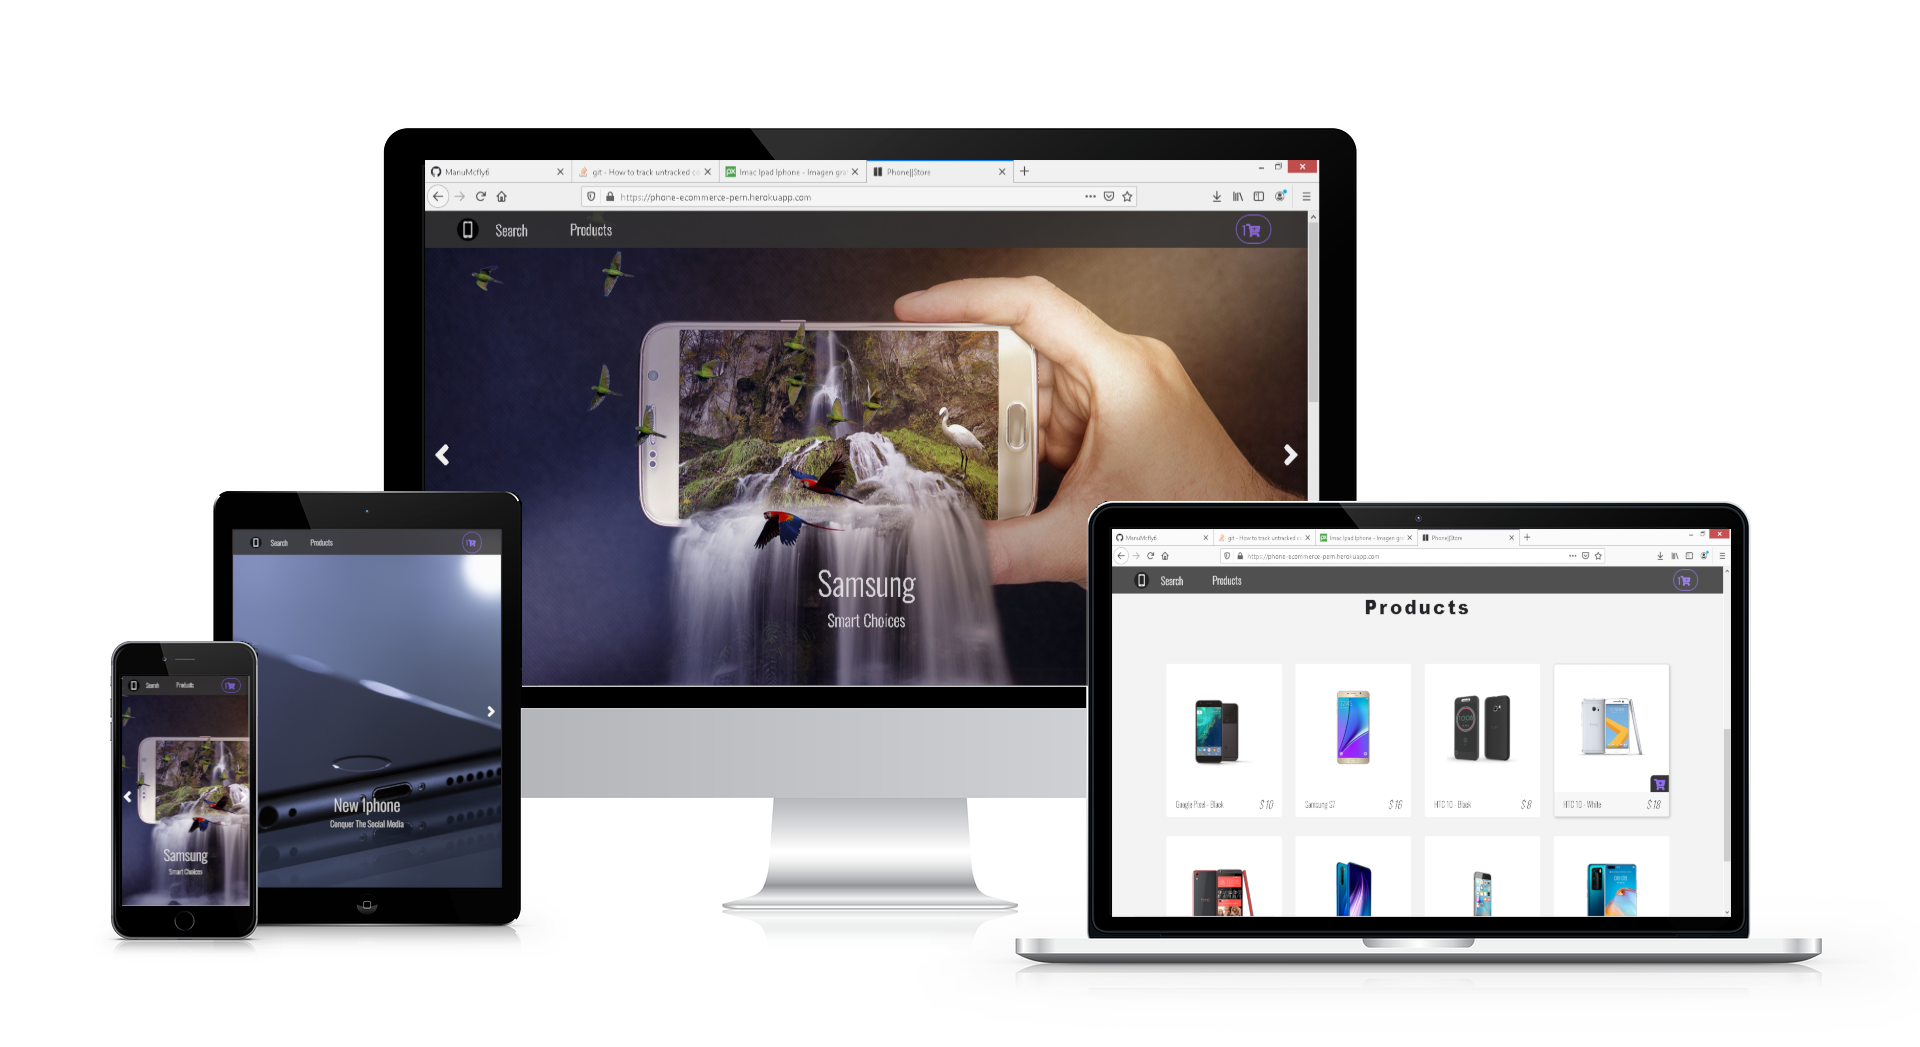 ManuMcfly6
git - How to track untracked co
Imac Ipad Iphone - Imagen gra
Phone||Store
https://phone-ecommerce-pern.herokuapp.com
Search Products
1
Samsung
Smart Choices
Search Products
1
New Iphone
Conquer The Social Media
Search Products
1
Samsung
Smart Choices
ManuMcfly6
git - How to track untracked co
Imac Ipad Iphone - Imagen gra
Phone||Store
https://phone-ecommerce-pern.herokuapp.com
Search Products
1
Products
Google Pixel - Black $ 10
Samsung S7 $ 16
HTC 10 - Black $ 8
HTC 10 - White $ 18